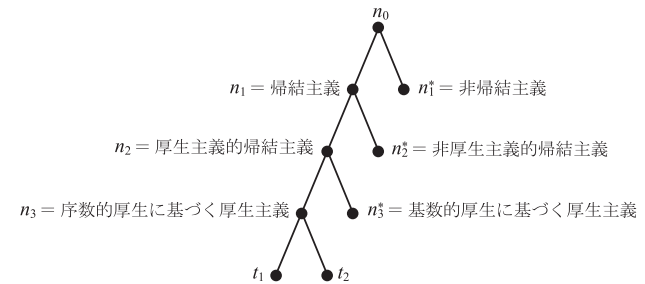 n₀
n₁ = 帰結主義 n₁* = 非帰結主義
n₂ = 厚生主義的帰結主義 n₂* = 非厚生主義的帰結主義
n₃ = 序数的厚生に基づく厚生主義 n₃* = 基数的厚生に基づく厚生主義
t₁ t₂